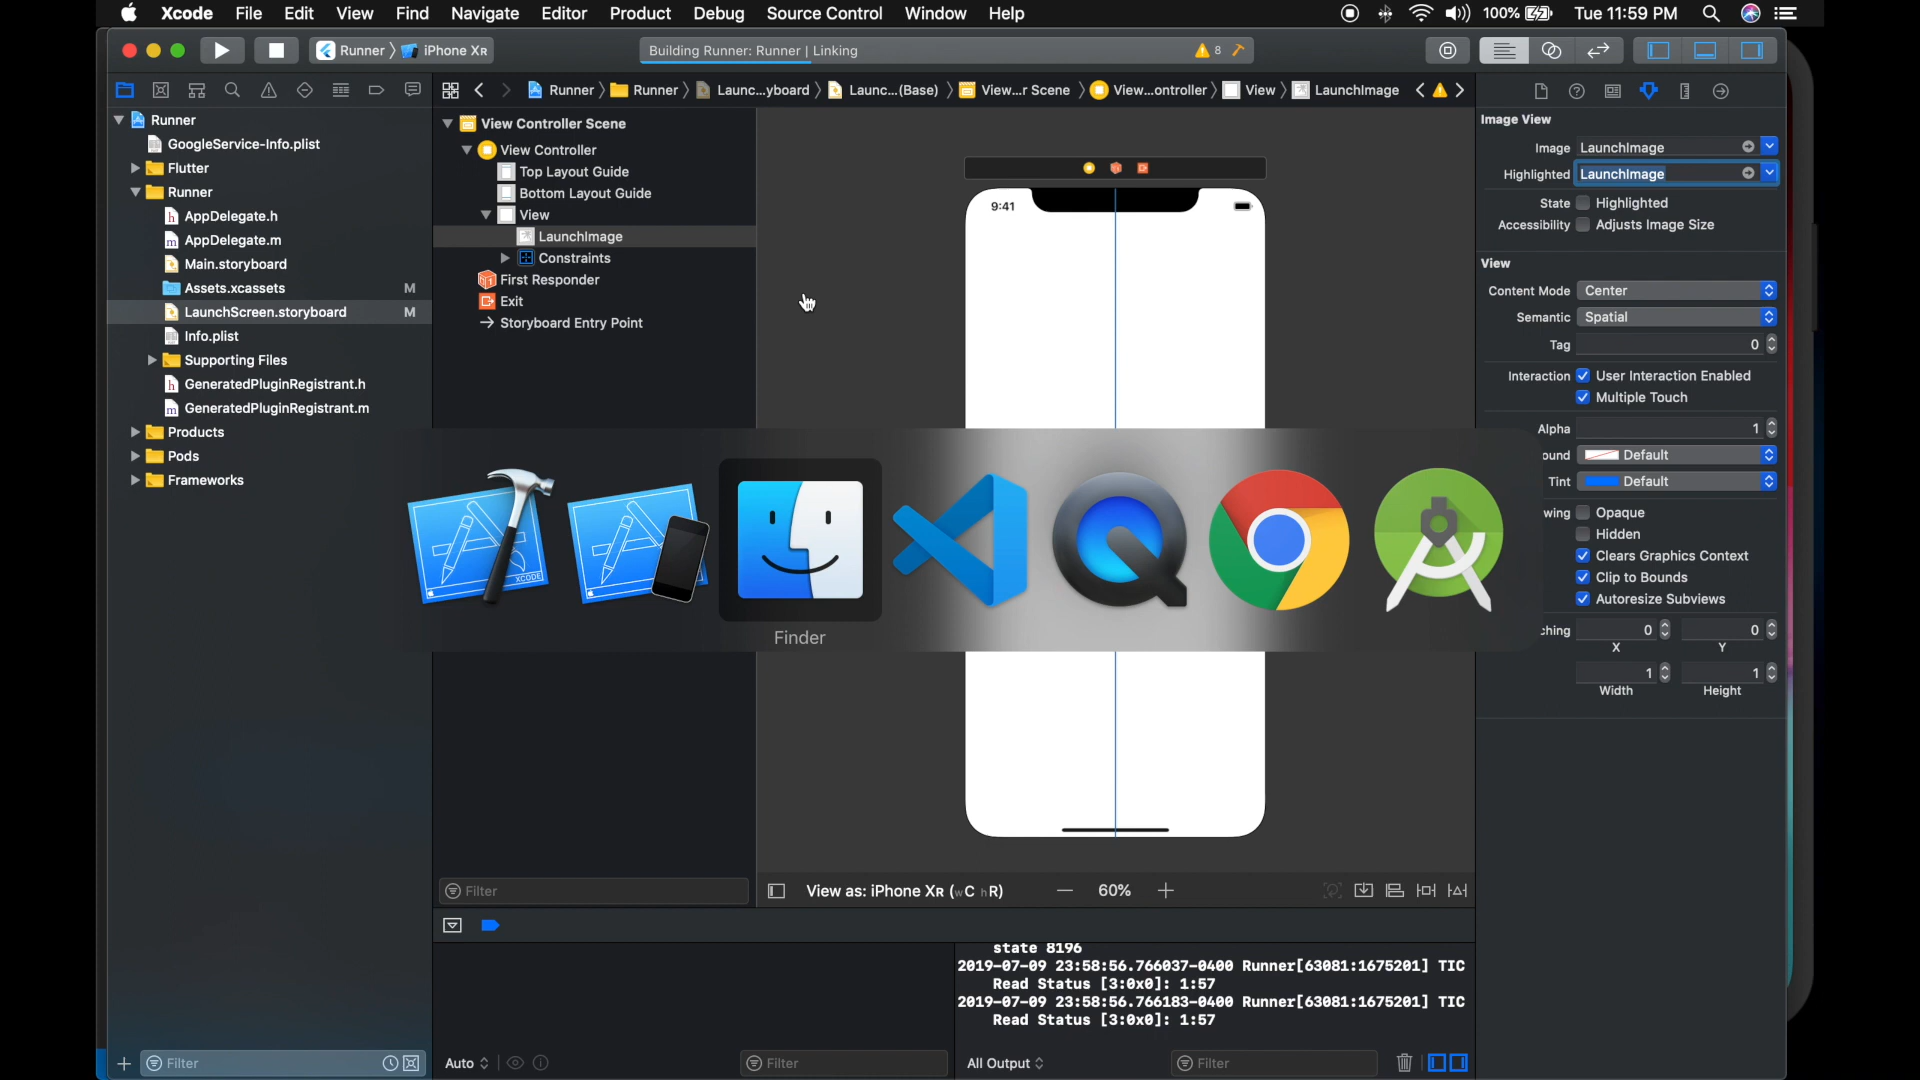 Xcode File Edit View Find Navigate Editor Product Debug Source Control Window Help 100% Tue 11:59 PM
Runner iPhone XR Building Runner: Runner | Linking 8
Runner Runner Launc...yboard Launc...(Base) View...r Scene View...ontroller View LaunchImage
Runner
GoogleService-Info.plist
Flutter
Runner
AppDelegate.h
AppDelegate.m
Main.storyboard
Assets.xcassets M
LaunchScreen.storyboard M
Info.plist
Supporting Files
GeneratedPluginRegistrant.h
GeneratedPluginRegistrant.m
Products
Pods
Frameworks
View Controller Scene
View Controller
Top Layout Guide
Bottom Layout Guide
View
LaunchImage
Constraints
First Responder
Exit
Storyboard Entry Point
9:41
XCODE
Finder
Image View
Image LaunchImage
Highlighted LaunchImage
State Highlighted
Accessibility Adjusts Image Size
View
Content Mode Center
Semantic Spatial
Tag 0
Interaction User Interaction Enabled
Multiple Touch
Alpha 1
ound Default
Tint Default
wing Opaque
Hidden
Clears Graphics Context
Clip to Bounds
Autoresize Subviews
ching 0 0
X Y
1 1
Width Height
Filter
View as: iPhone XR (wC hR) 60%
state 8196
2019-07-09 23:58:56.766037-0400 Runner[63081:1675201] TIC
Read Status [3:0x0]: 1:57
2019-07-09 23:58:56.766183-0400 Runner[63081:1675201] TIC
Read Status [3:0x0]: 1:57
Filter Auto Filter All Output Filter